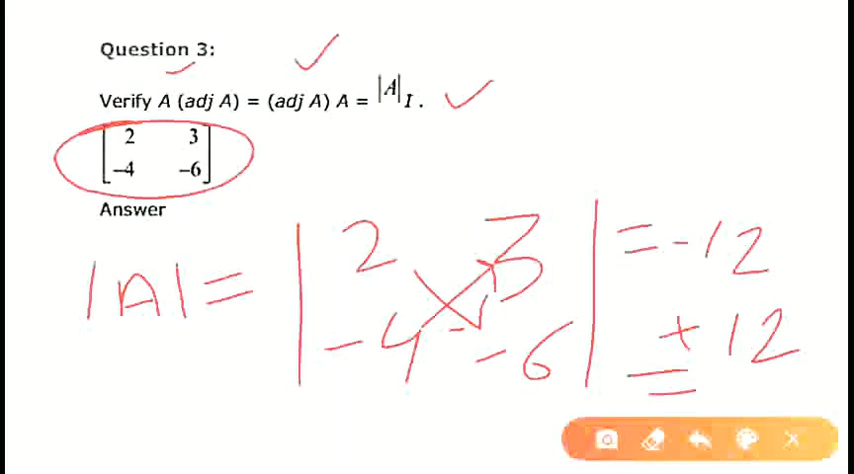 Question 3:
Verify A (adj A) = (adj A) A = |A| I .
2 3
-4 -6
Answer
|A| = | 2 3 | = -12
-4 -6 + 12
=